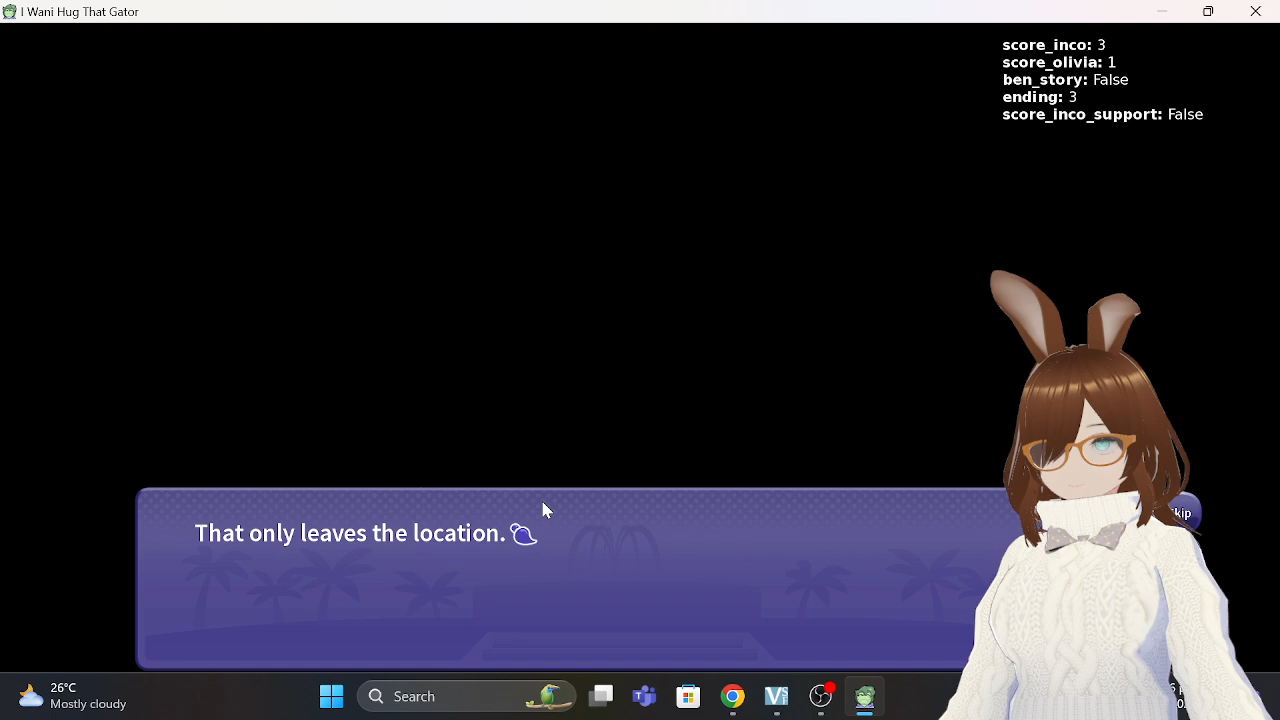 I Wani Hug That Gator
score_inco: 3
score_olivia: 1
ben_story: False
ending: 3
score_inco_support: False
That only leaves the location.
26°C
Mostly cloudy
Search